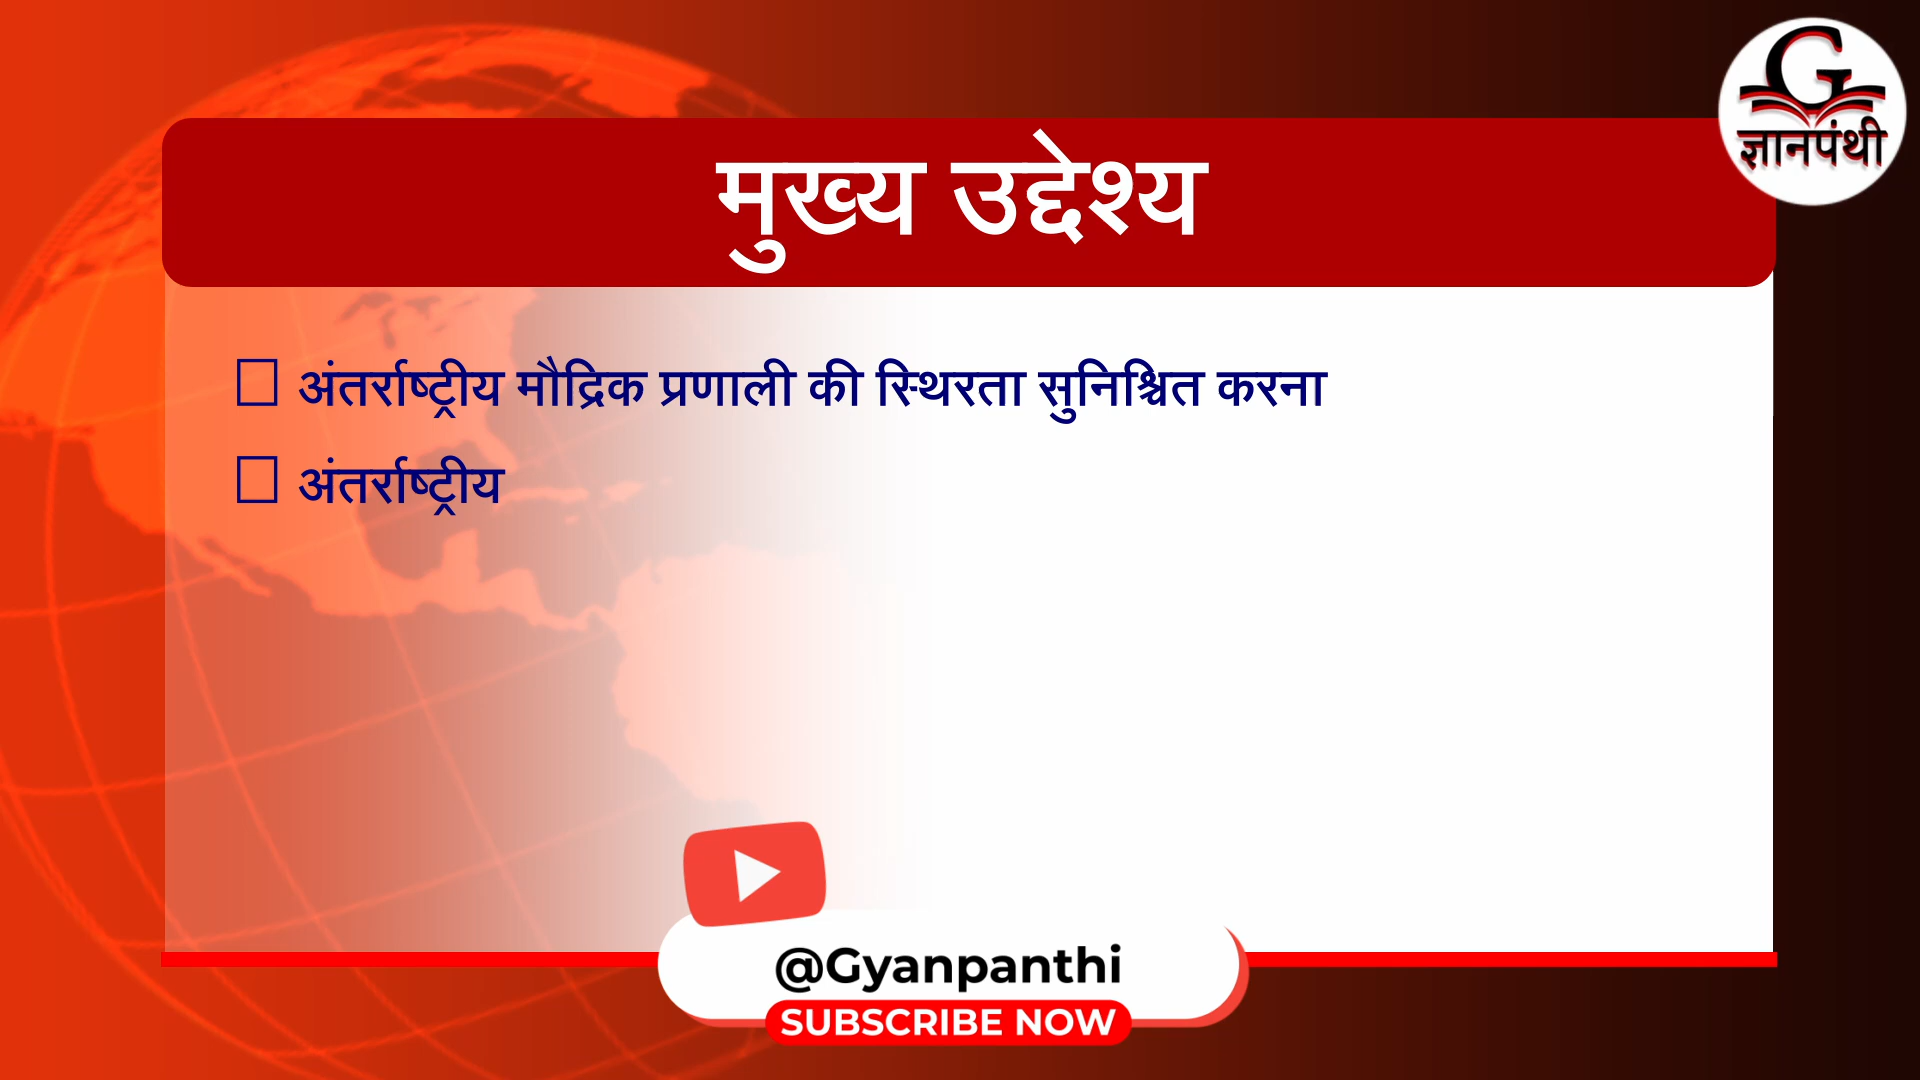 G
ज्ञानपंथी
मुख्य उद्देश्य
□ अंतर्राष्ट्रीय मौद्रिक प्रणाली की स्थिरता सुनिश्चित करना
□ अंतर्राष्ट्रीय
@Gyanpanthi
SUBSCRIBE NOW